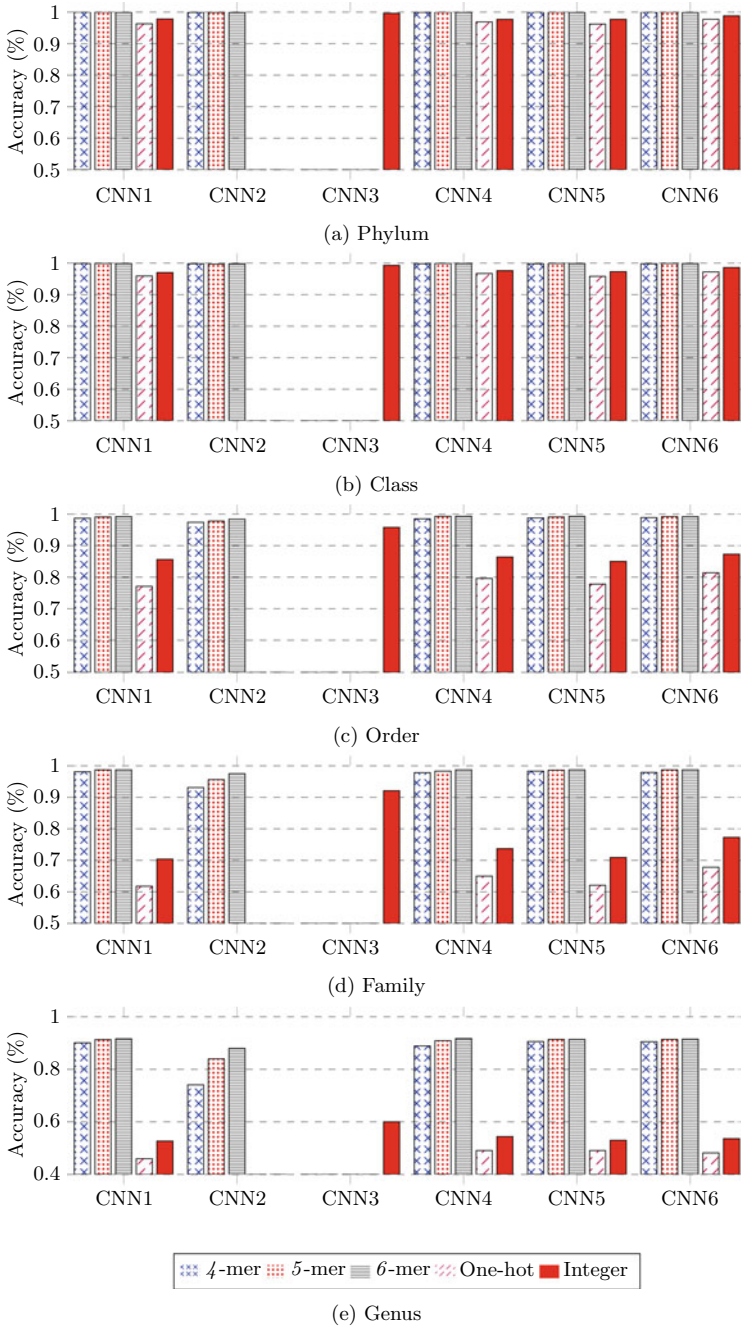 1
0.9
0.8
0.7
0.6
0.5
Accuracy (%)
CNN1 CNN2 CNN3 CNN4 CNN5 CNN6
(a) Phylum
1
0.9
0.8
0.7
0.6
0.5
Accuracy (%)
CNN1 CNN2 CNN3 CNN4 CNN5 CNN6
(b) Class
1
0.9
0.8
0.7
0.6
0.5
Accuracy (%)
CNN1 CNN2 CNN3 CNN4 CNN5 CNN6
(c) Order
1
0.9
0.8
0.7
0.6
0.5
Accuracy (%)
CNN1 CNN2 CNN3 CNN4 CNN5 CNN6
(d) Family
1
0.8
0.6
0.4
Accuracy (%)
CNN1 CNN2 CNN3 CNN4 CNN5 CNN6
4-mer 5-mer 6-mer One-hot Integer
(e) Genus